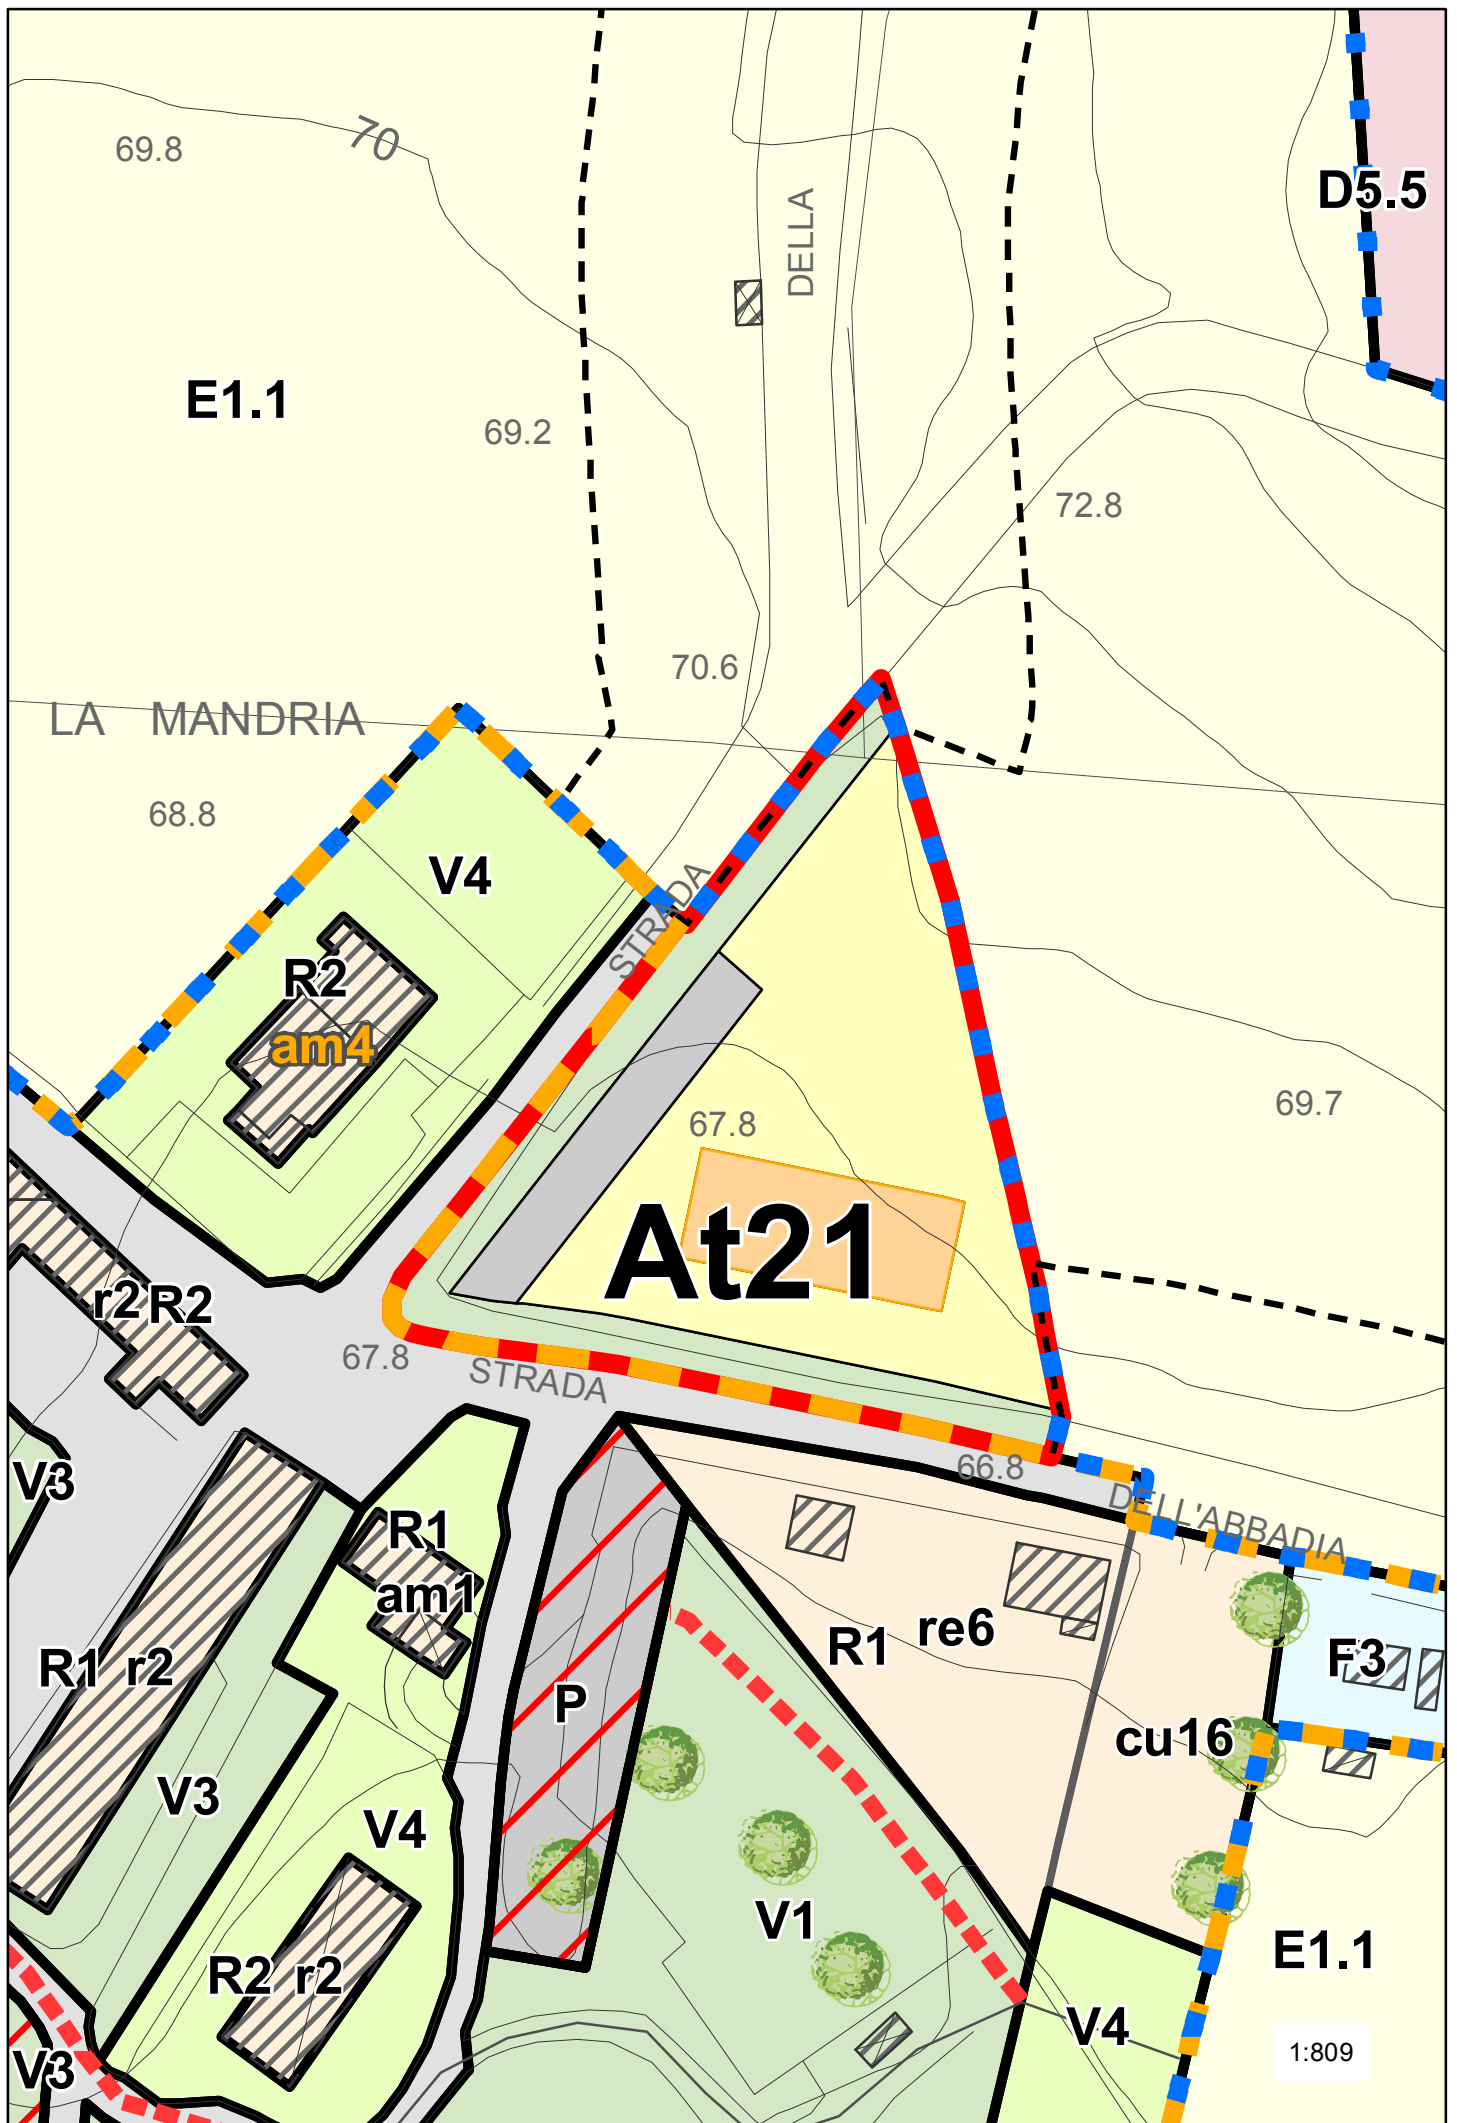 70
69.8
DELLA
D5.5
E1.1
69.2
72.8
70.6
LA MANDRIA
68.8
V4
STRADA
R2
am4
67.8
69.7
At21
r2 R2
67.8
STRADA
66.8
DELL'ABBADIA
V3
R1
am1
re6
R1
F3
R1 r2
P
cu16
V3
V4
V1
E1.1
R2 r2
V4
1:809
V3